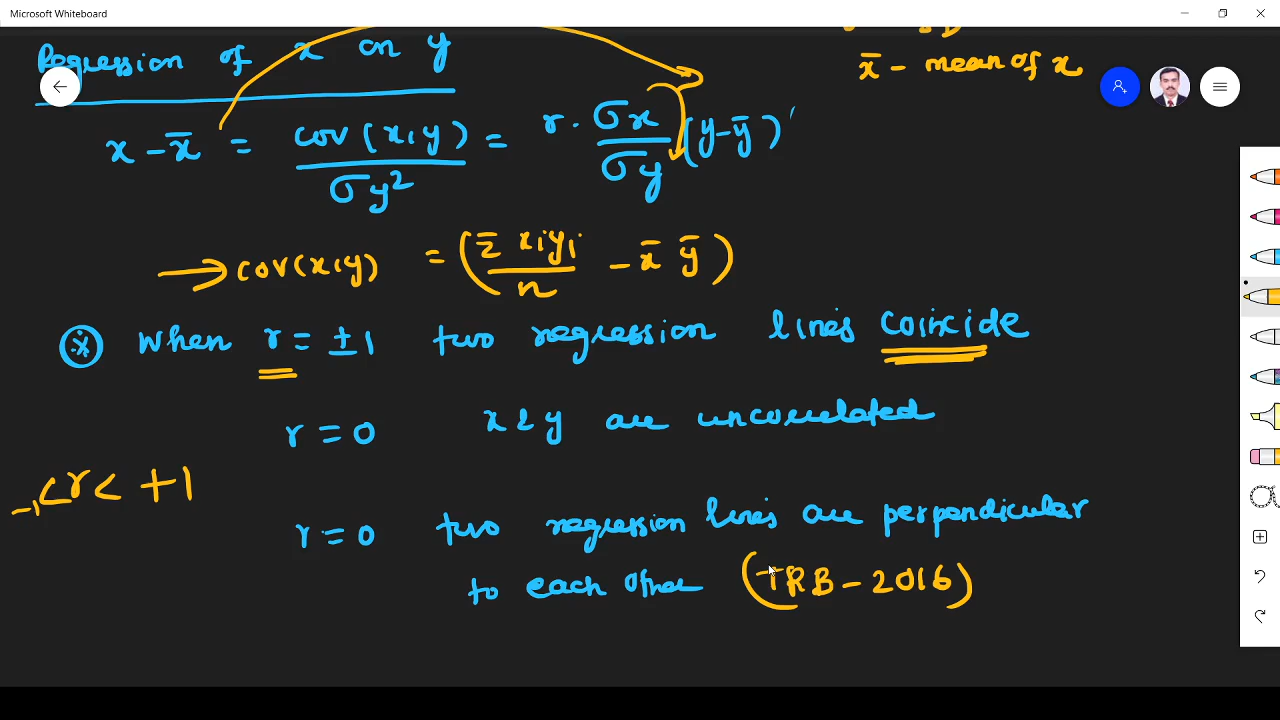 Microsoft Whiteboard
x̄ - mean of x
Regression of x on y
x - x̄ = cov(x,y) / σy² = r · σx / σy (y - ȳ)
→ cov(x,y) = (Σ xiyi / n - x̄ ȳ)
* When r = ±1 two regression lines coincide
r = 0 x & y are uncorrelated
-1 < r < +1
r = 0 two regression lines are perpendicular
to each other (TRB - 2016)